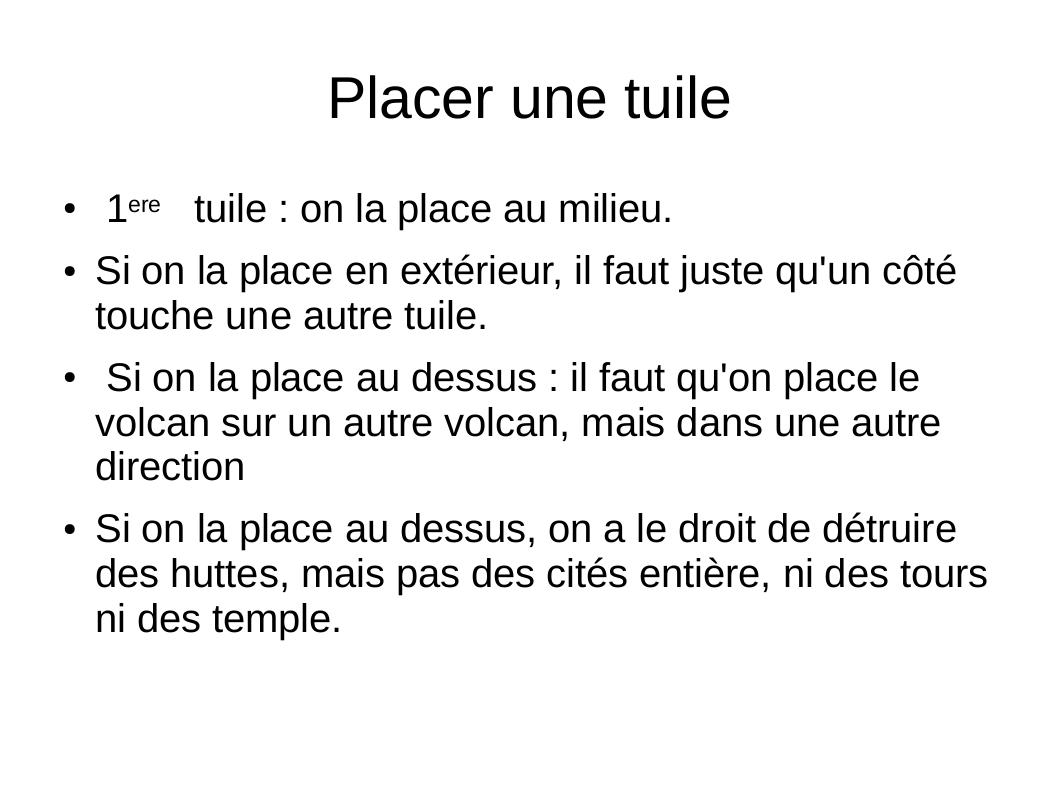 Placer une tuile
• 1ere tuile : on la place au milieu.
• Si on la place en extérieur, il faut juste qu'un côté
touche une autre tuile.
• Si on la place au dessus : il faut qu'on place le
volcan sur un autre volcan, mais dans une autre
direction
• Si on la place au dessus, on a le droit de détruire
des huttes, mais pas des cités entière, ni des tours
ni des temple.